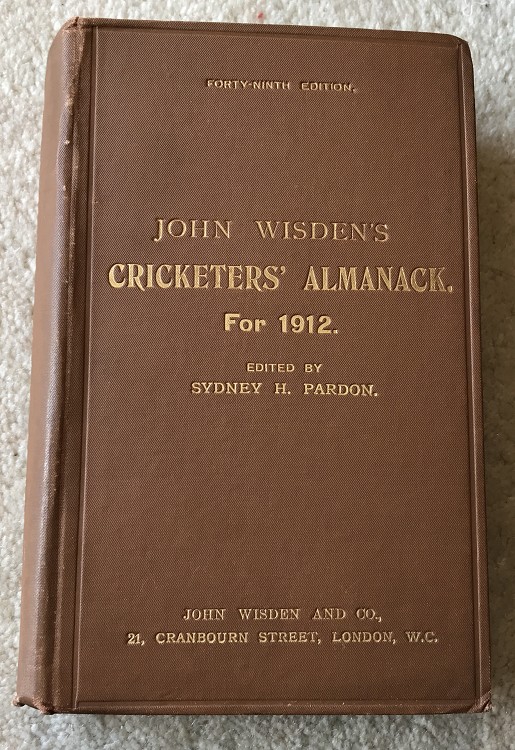 FORTY-NINTH EDITION.
JOHN WISDEN'S
CRICKETERS' ALMANACK.
For 1912.
EDITED BY
SYDNEY H. PARDON.
JOHN WISDEN AND CO.,
21, CRANBOURN STREET, LONDON, W.C.